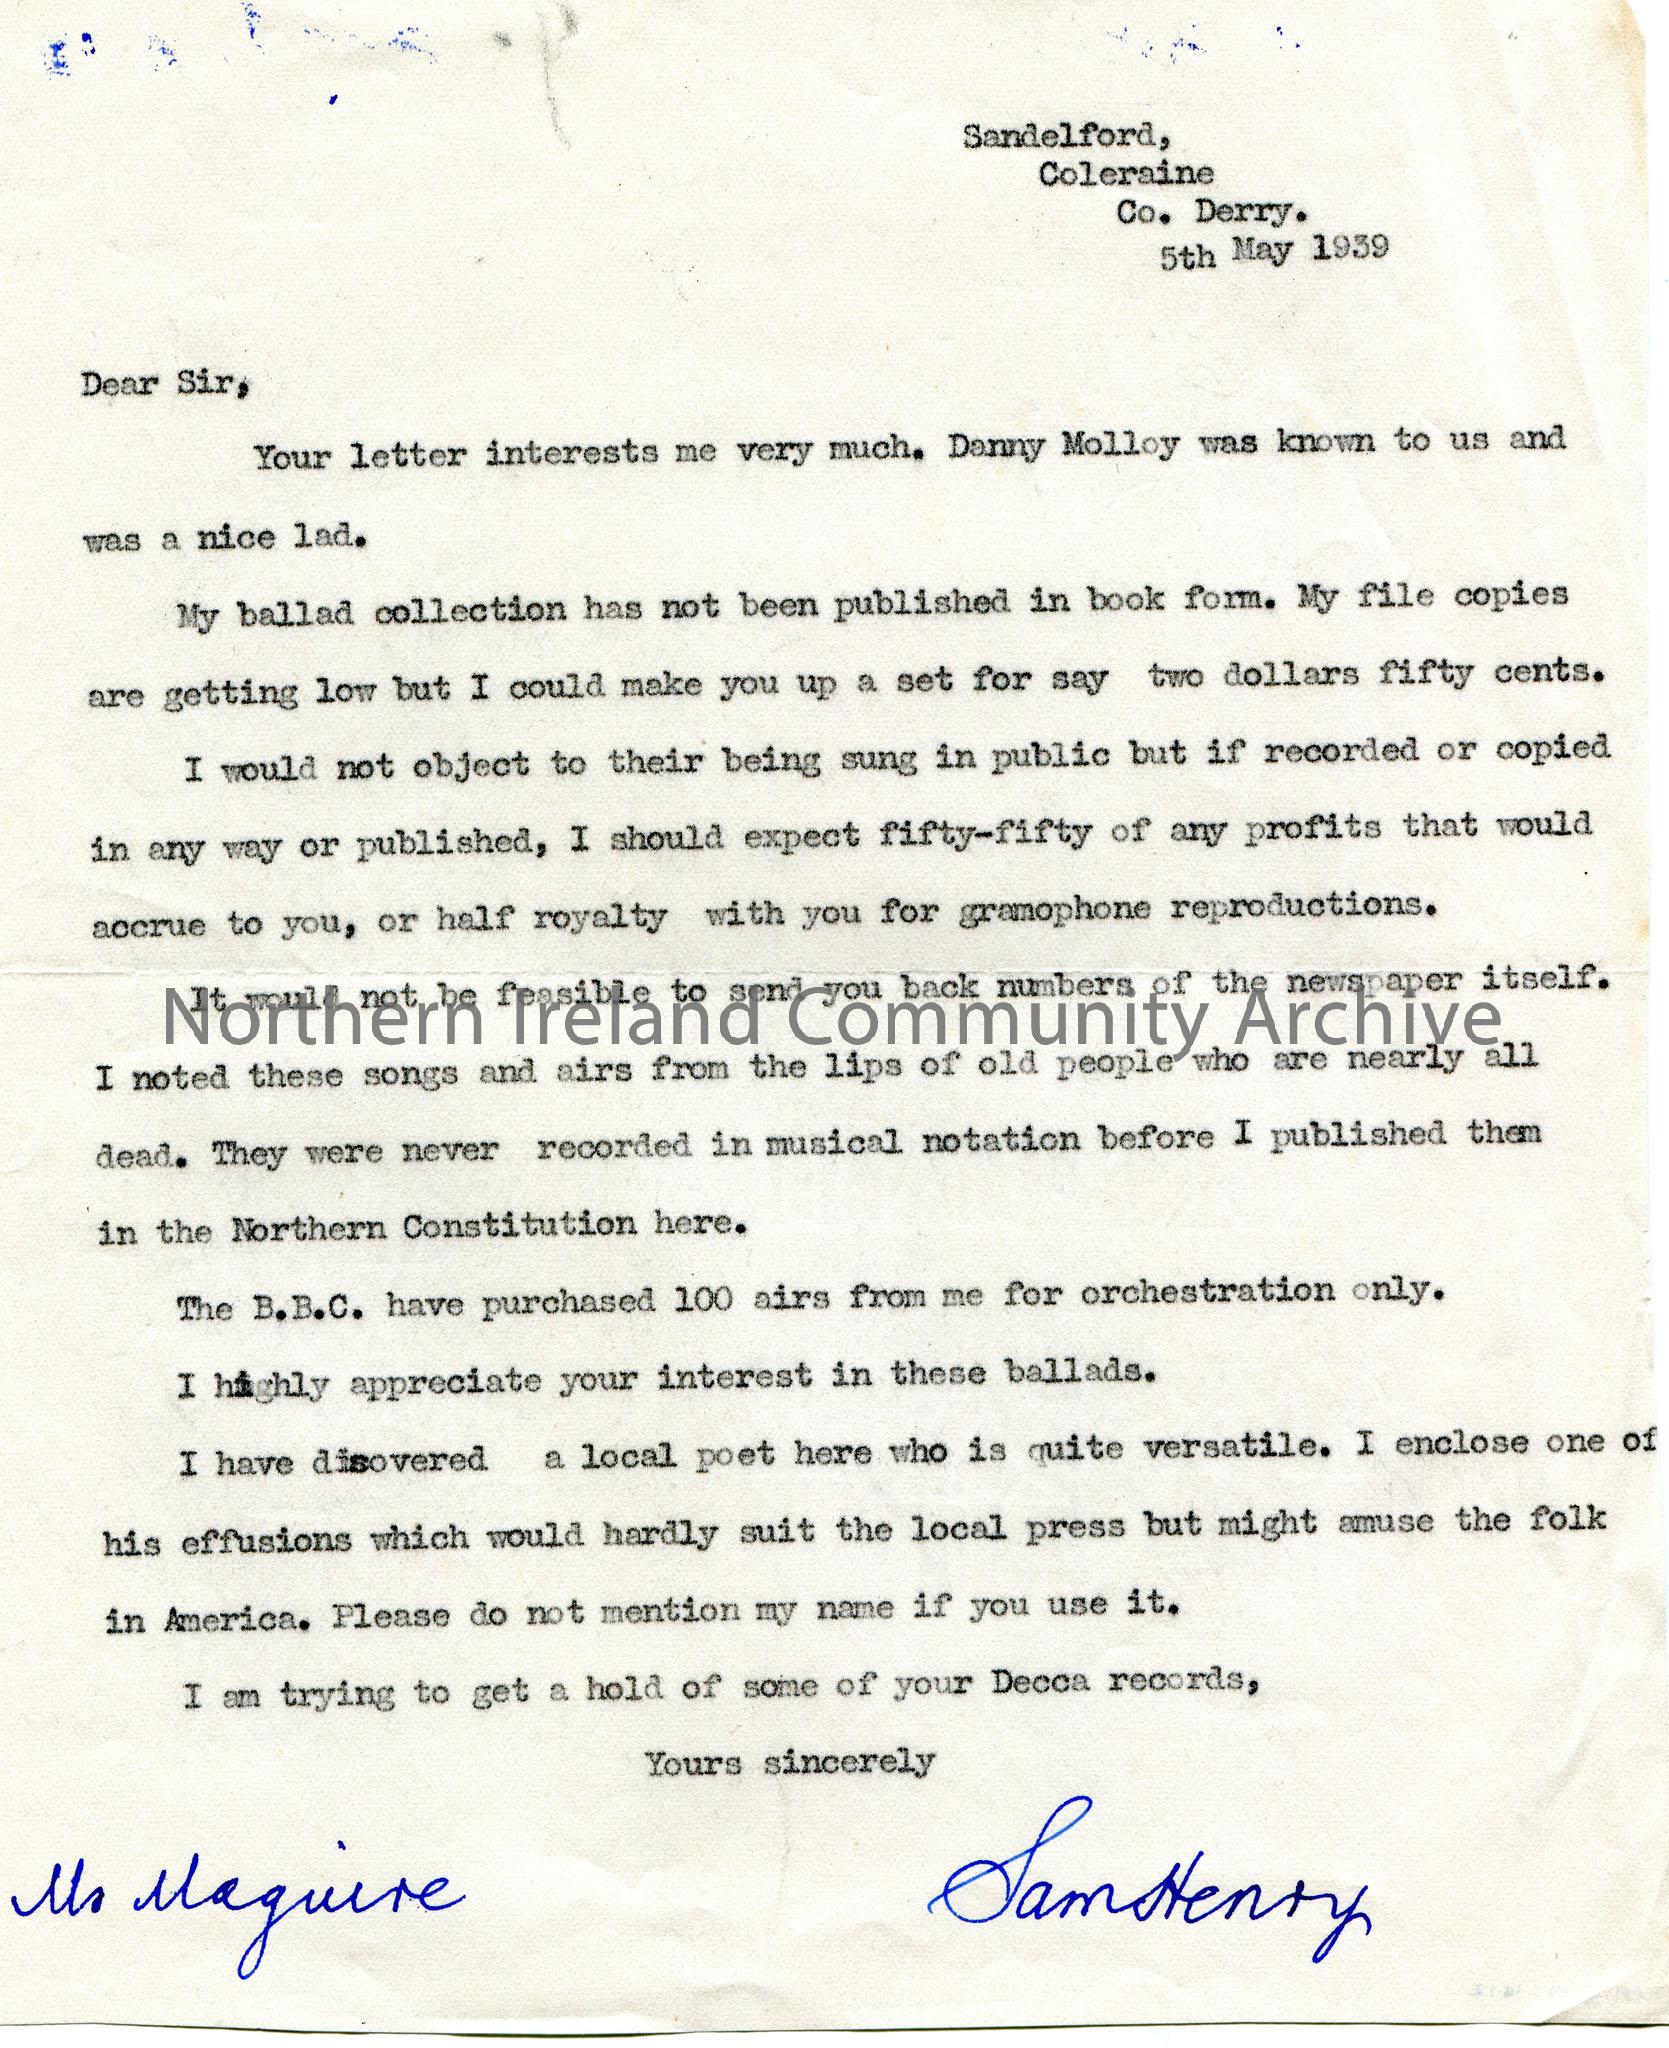 Sandelford,
Coleraine
Co. Derry.
5th May 1939
Dear Sir,
Your letter interests me very much. Danny Molloy was known to us and
was a nice lad.
My ballad collection has not been published in book form. My file copies
are getting low but I could make you up a set for say two dollars fifty cents.
I would not object to their being sung in public but if recorded or copied
in any way or published, I should expect fifty-fifty of any profits that would
accrue to you, or half royalty with you for gramophone reproductions.
It would not be feasible to send you back numbers of the newspaper itself.
Northern Ireland Community Archive
I noted these songs and airs from the lips of old people who are nearly all
dead. They were never recorded in musical notation before I published them
in the Northern Constitution here.
The B.B.C. have purchased 100 airs from me for orchestration only.
I highly appreciate your interest in these ballads.
I have discovered a local poet here who is quite versatile. I enclose one of
his effusions which would hardly suit the local press but might amuse the folk
in America. Please do not mention my name if you use it.
I am trying to get a hold of some of your Decca records,
Yours sincerely
Mr Maguire
Sam Henry